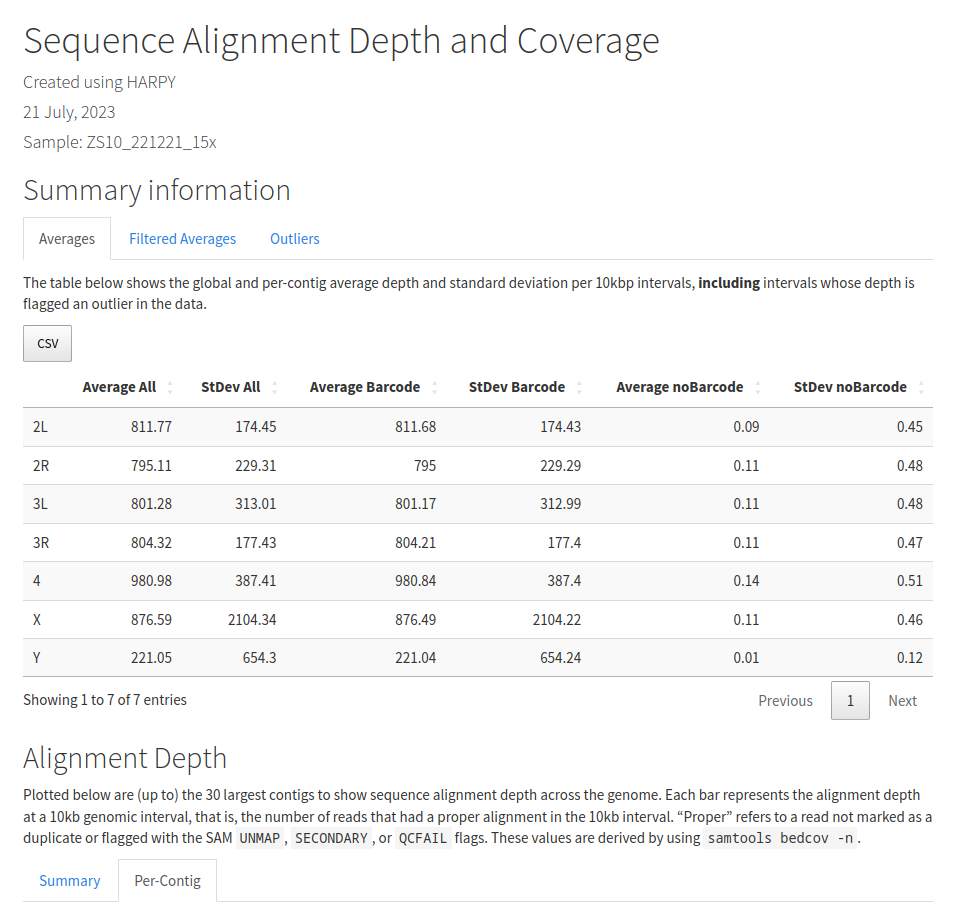 Sequence Alignment Depth and Coverage
Created using HARPY
21 July, 2023
Sample: ZS10_221221_15x
Summary information
Averages Filtered Averages Outliers
The table below shows the global and per-contig average depth and standard deviation per 10kbp intervals, including intervals whose depth is
flagged an outlier in the data.
CSV
Average All StDev All Average Barcode StDev Barcode Average noBarcode StDev noBarcode
2L 811.77 174.45 811.68 174.43 0.09 0.45
2R 795.11 229.31 795 229.29 0.11 0.48
3L 801.28 313.01 801.17 312.99 0.11 0.48
3R 804.32 177.43 804.21 177.4 0.11 0.47
4 980.98 387.41 980.84 387.4 0.14 0.51
X 876.59 2104.34 876.49 2104.22 0.11 0.46
Y 221.05 654.3 221.04 654.24 0.01 0.12
Showing 1 to 7 of 7 entries Previous 1 Next
Alignment Depth
Plotted below are (up to) the 30 largest contigs to show sequence alignment depth across the genome. Each bar represents the alignment depth
at a 10kb genomic interval, that is, the number of reads that had a proper alignment in the 10kb interval. “Proper” refers to a read not marked as a
duplicate or flagged with the SAM UNMAP, SECONDARY, or QCFAIL flags. These values are derived by using samtools bedcov -n.
Summary Per-Contig